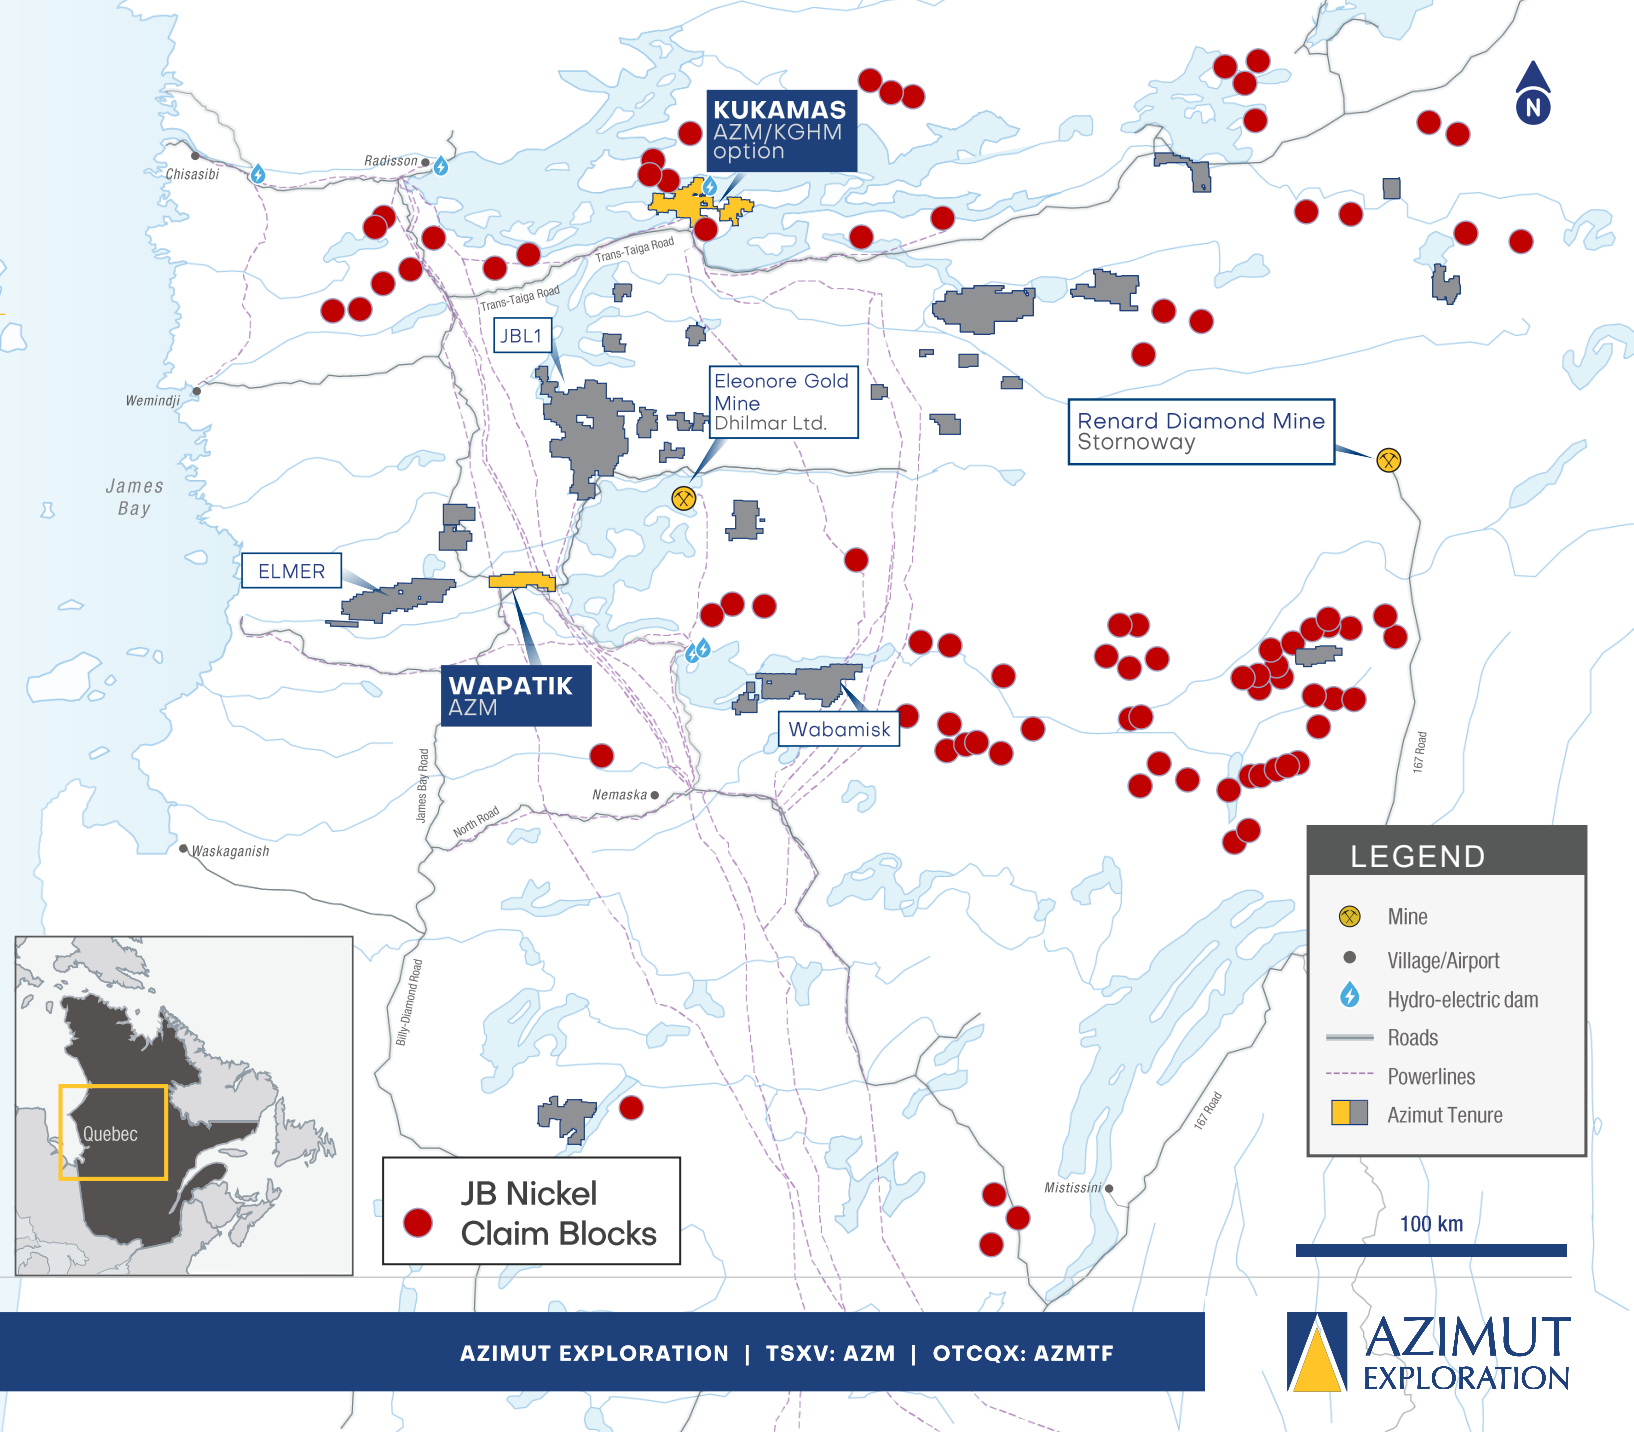 KUKAMAS
AZM/KGHM
option
N
Radisson
Chisasibi
Trans-Taiga Road
Trans-Taiga Road
JBL1
Eleonore Gold
Mine
Dhilmar Ltd.
Wemindji
Renard Diamond Mine
Stornoway
James
Bay
ELMER
WAPATIK
AZM
Wabamisk
James Bay Road
167 Road
Nemaska
North Road
Waskaganish
Billy-Diamond Road
LEGEND
Mine
Village/Airport
Hydro-electric dam
Roads
Powerlines
Azimut Tenure
Quebec
167 Road
JB Nickel
Claim Blocks
Mistissini
100 km
AZIMUT EXPLORATION | TSXV: AZM | OTCQX: AZMTF
AZIMUT
EXPLORATION